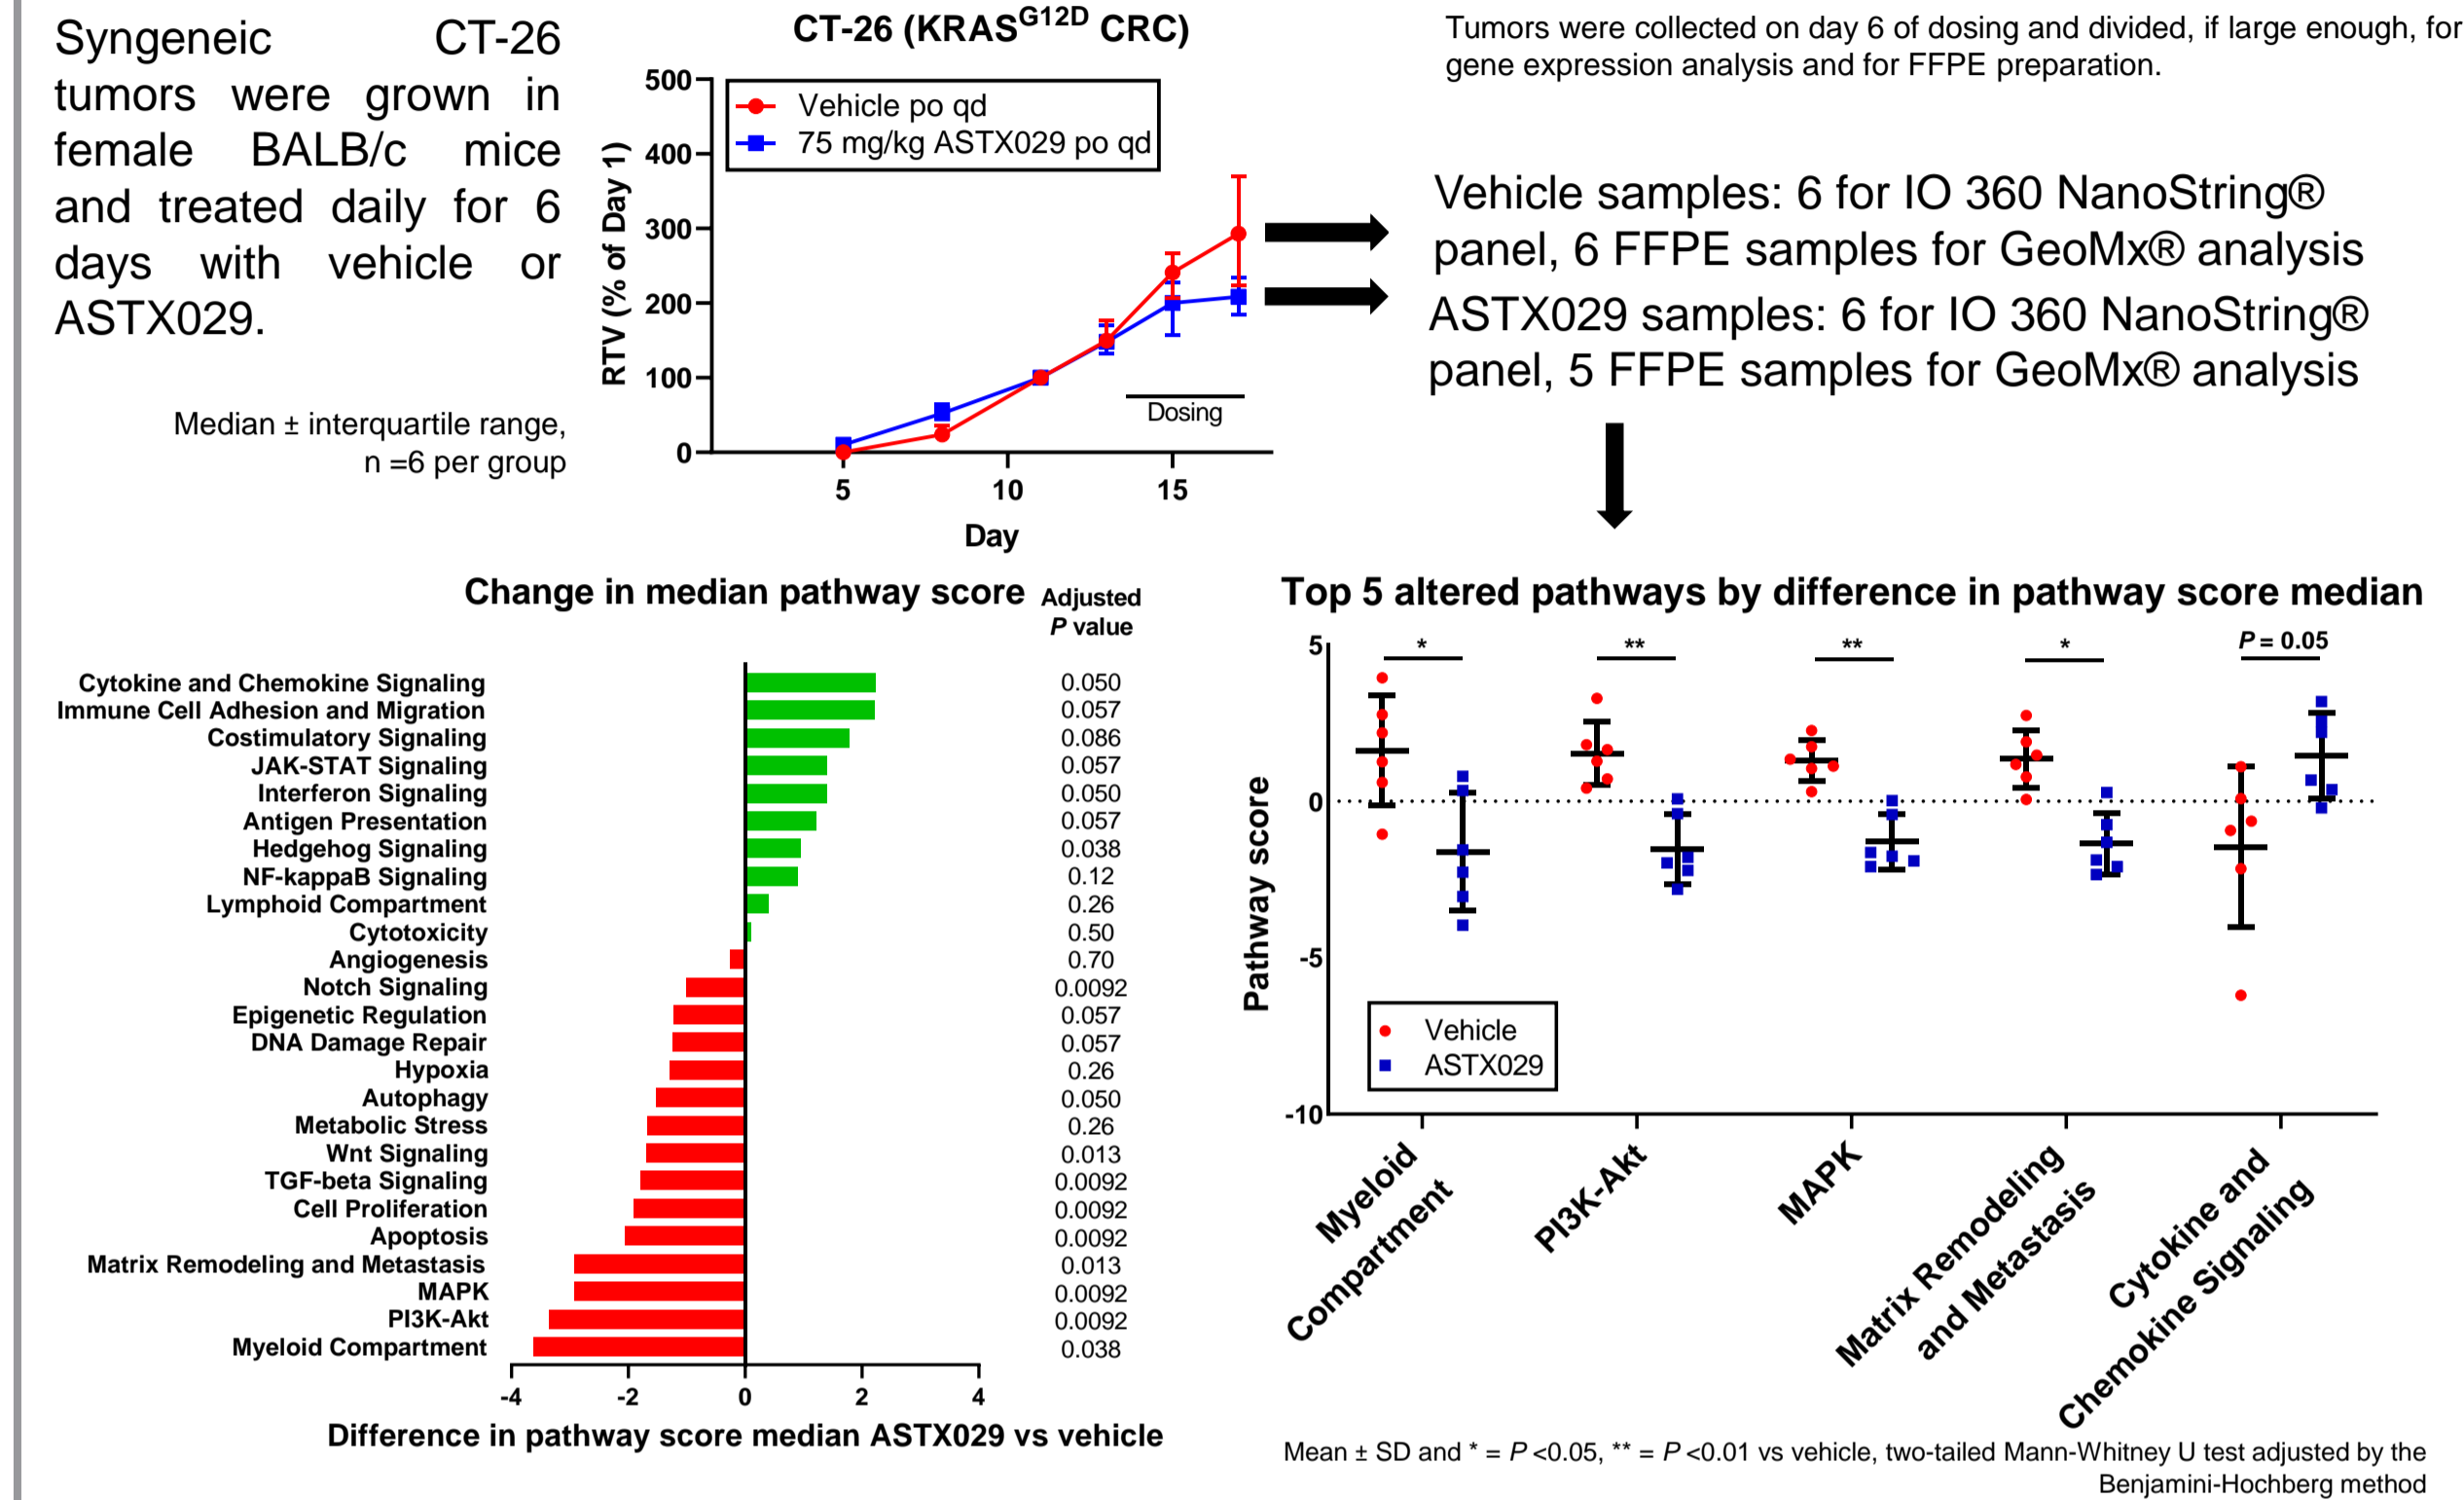 Syngeneic CT-26
tumors were grown in
female BALB/c mice
and treated daily for 6
days with vehicle or
ASTX029.
Median ± interquartile range,
n =6 per group
CT-26 (KRASG12D CRC)
500
400
300
200
100
0
RTV (% of Day 1)
Vehicle po qd
75 mg/kg ASTX029 po qd
Dosing
5 10 15
Day
Tumors were collected on day 6 of dosing and divided, if large enough, for
gene expression analysis and for FFPE preparation.
Vehicle samples: 6 for IO 360 NanoString®
panel, 6 FFPE samples for GeoMx® analysis
ASTX029 samples: 6 for IO 360 NanoString®
panel, 5 FFPE samples for GeoMx® analysis
Change in median pathway score
Adjusted
P value
Cytokine and Chemokine Signaling 0.050
Immune Cell Adhesion and Migration 0.057
Costimulatory Signaling 0.086
JAK-STAT Signaling 0.057
Interferon Signaling 0.050
Antigen Presentation 0.057
Hedgehog Signaling 0.038
NF-kappaB Signaling 0.12
Lymphoid Compartment 0.26
Cytotoxicity 0.50
Angiogenesis 0.70
Notch Signaling 0.0092
Epigenetic Regulation 0.057
DNA Damage Repair 0.057
Hypoxia 0.26
Autophagy 0.050
Metabolic Stress 0.26
Wnt Signaling 0.013
TGF-beta Signaling 0.0092
Cell Proliferation 0.0092
Apoptosis 0.0092
Matrix Remodeling and Metastasis 0.013
MAPK 0.0092
PI3K-Akt 0.0092
Myeloid Compartment 0.038
-4 -2 0 2 4
Difference in pathway score median ASTX029 vs vehicle
Top 5 altered pathways by difference in pathway score median
5
0
-5
-10
Pathway score
* ** ** * P = 0.05
Vehicle
ASTX029
Myeloid
Compartment
PI3K-Akt
MAPK
Matrix Remodeling
and Metastasis
Cytokine and
Chemokine Signaling
Mean ± SD and * = P <0.05, ** = P <0.01 vs vehicle, two-tailed Mann-Whitney U test adjusted by the
Benjamini-Hochberg method